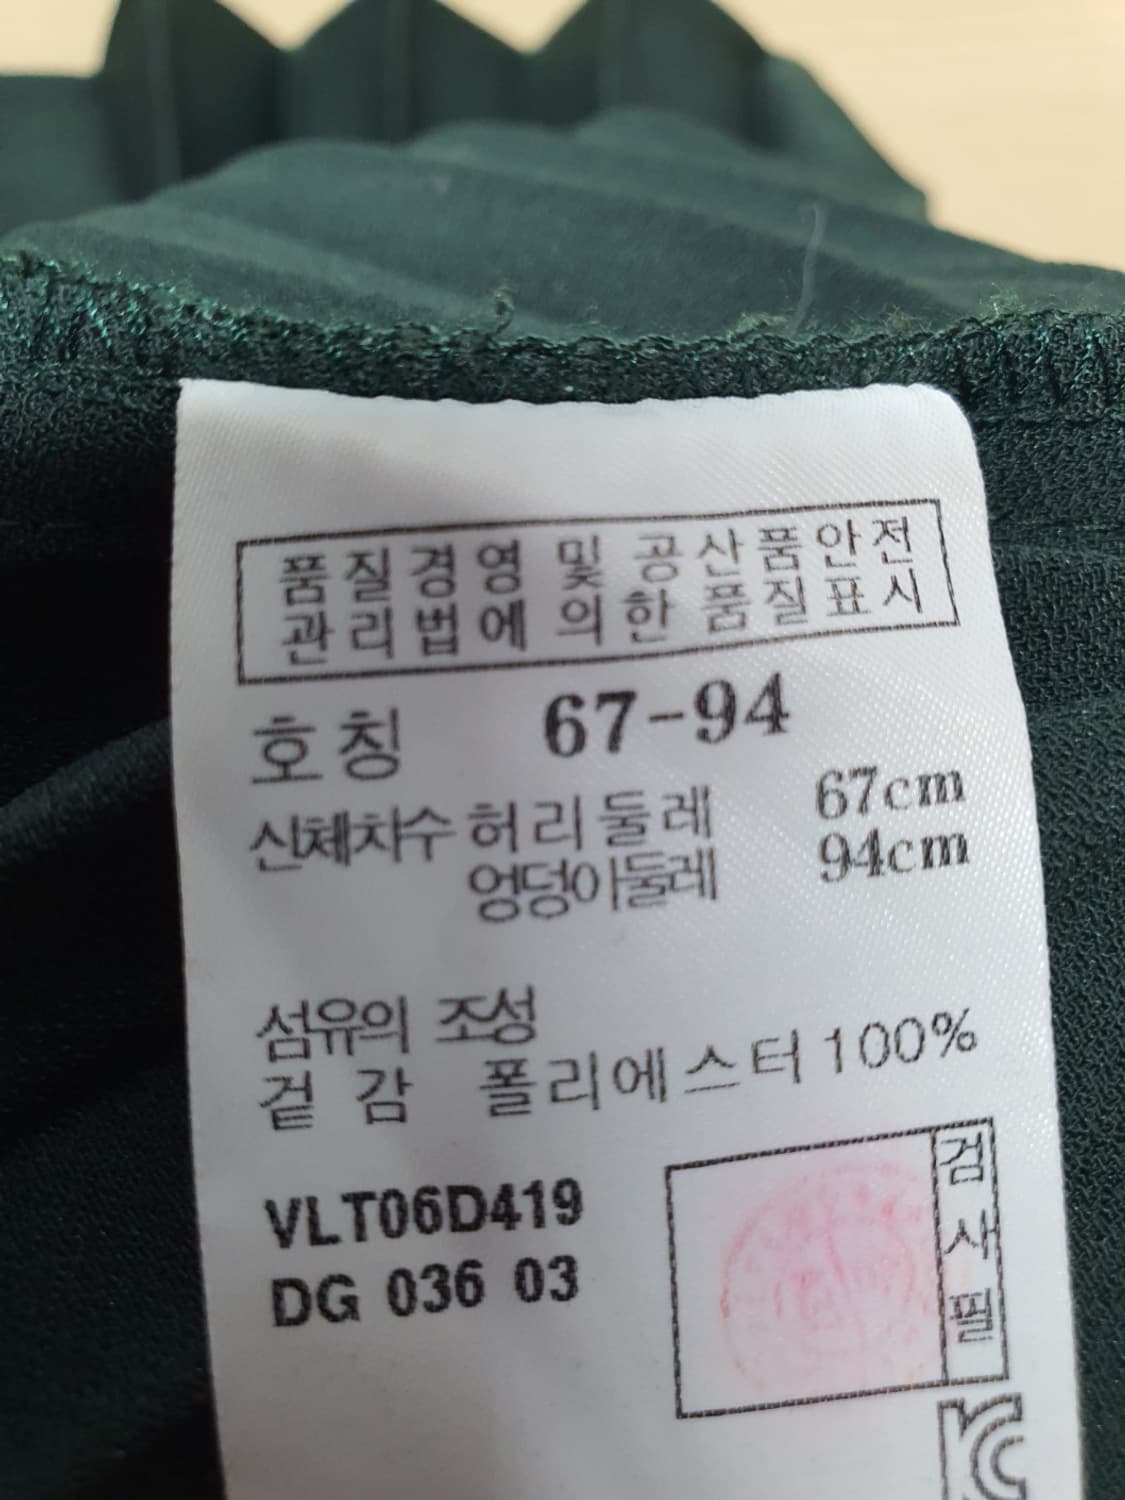 품질경영 및 공산품안전
관리법에 의한 품질표시
호칭 67-94
신체치수 허리둘레 67cm
엉덩이둘레 94cm
섬유의 조성
겉감 폴리에스터 100%
VLT06D419
DG 036 03
검사필